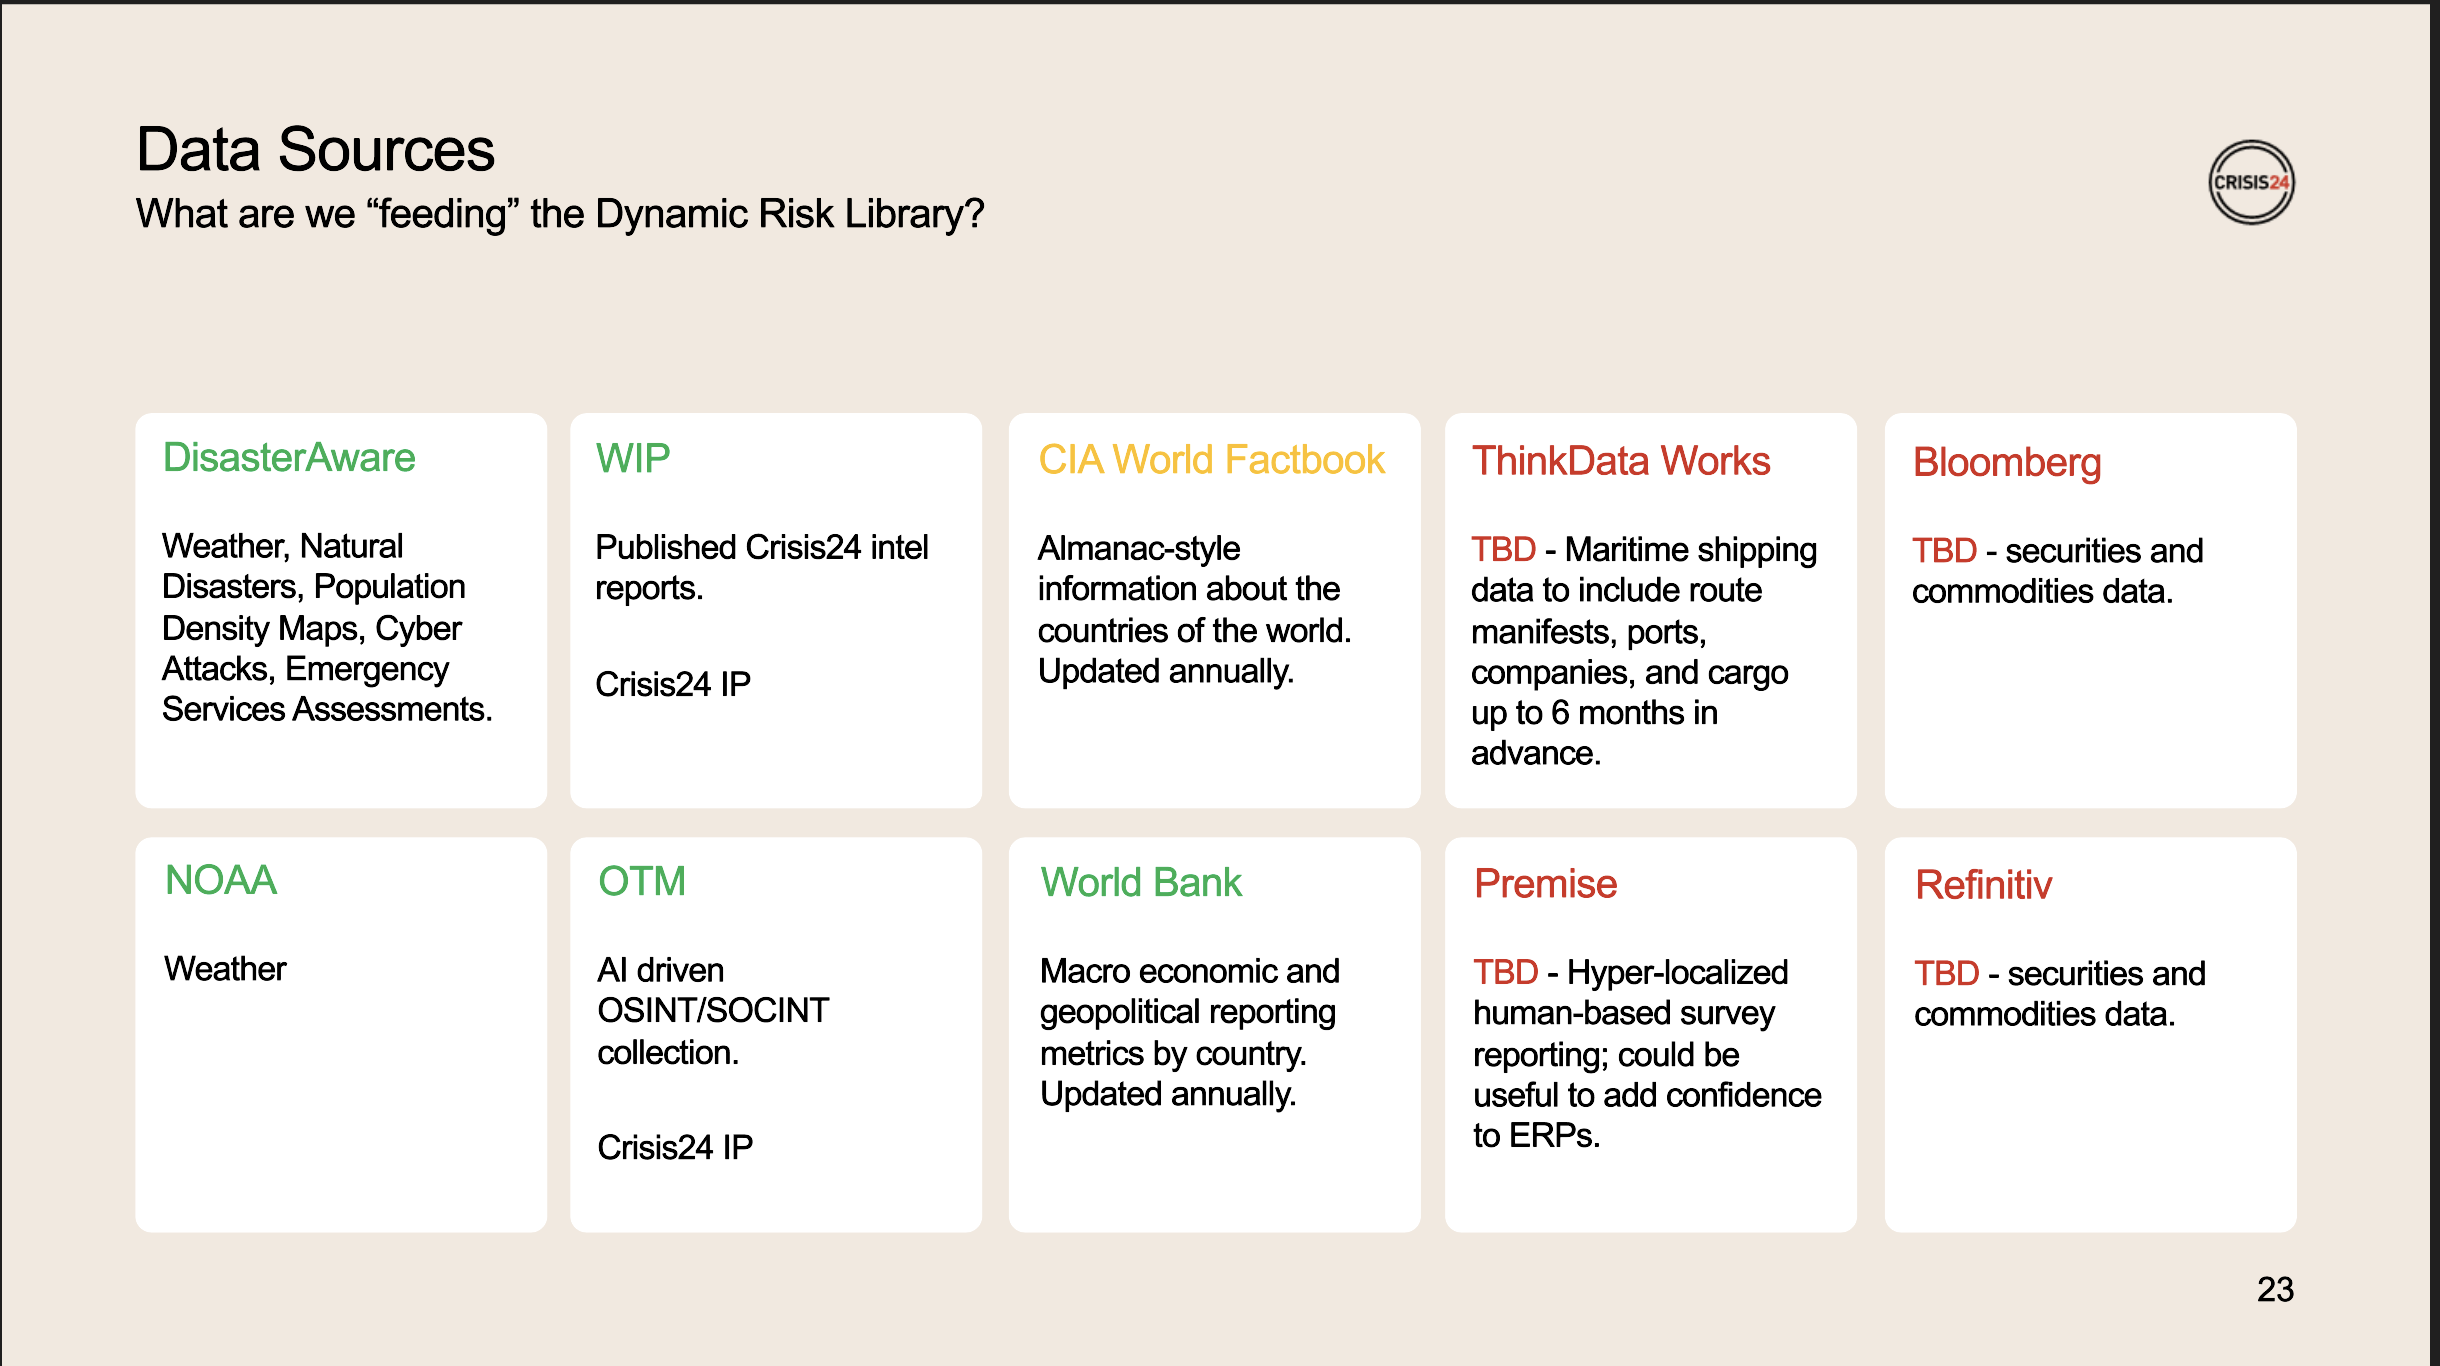 Data Sources
What are we “feeding” the Dynamic Risk Library?
CRISIS24
DisasterAware
Weather, Natural
Disasters, Population
Density Maps, Cyber
Attacks, Emergency
Services Assessments.
WIP
Published Crisis24 intel
reports.
Crisis24 IP
CIA World Factbook
Almanac-style
information about the
countries of the world.
Updated annually.
ThinkData Works
TBD - Maritime shipping
data to include route
manifests, ports,
companies, and cargo
up to 6 months in
advance.
Bloomberg
TBD - securities and
commodities data.
NOAA
Weather
OTM
AI driven
OSINT/SOCINT
collection.
Crisis24 IP
World Bank
Macro economic and
geopolitical reporting
metrics by country.
Updated annually.
Premise
TBD - Hyper-localized
human-based survey
reporting; could be
useful to add confidence
to ERPs.
Refinitiv
TBD - securities and
commodities data.
23